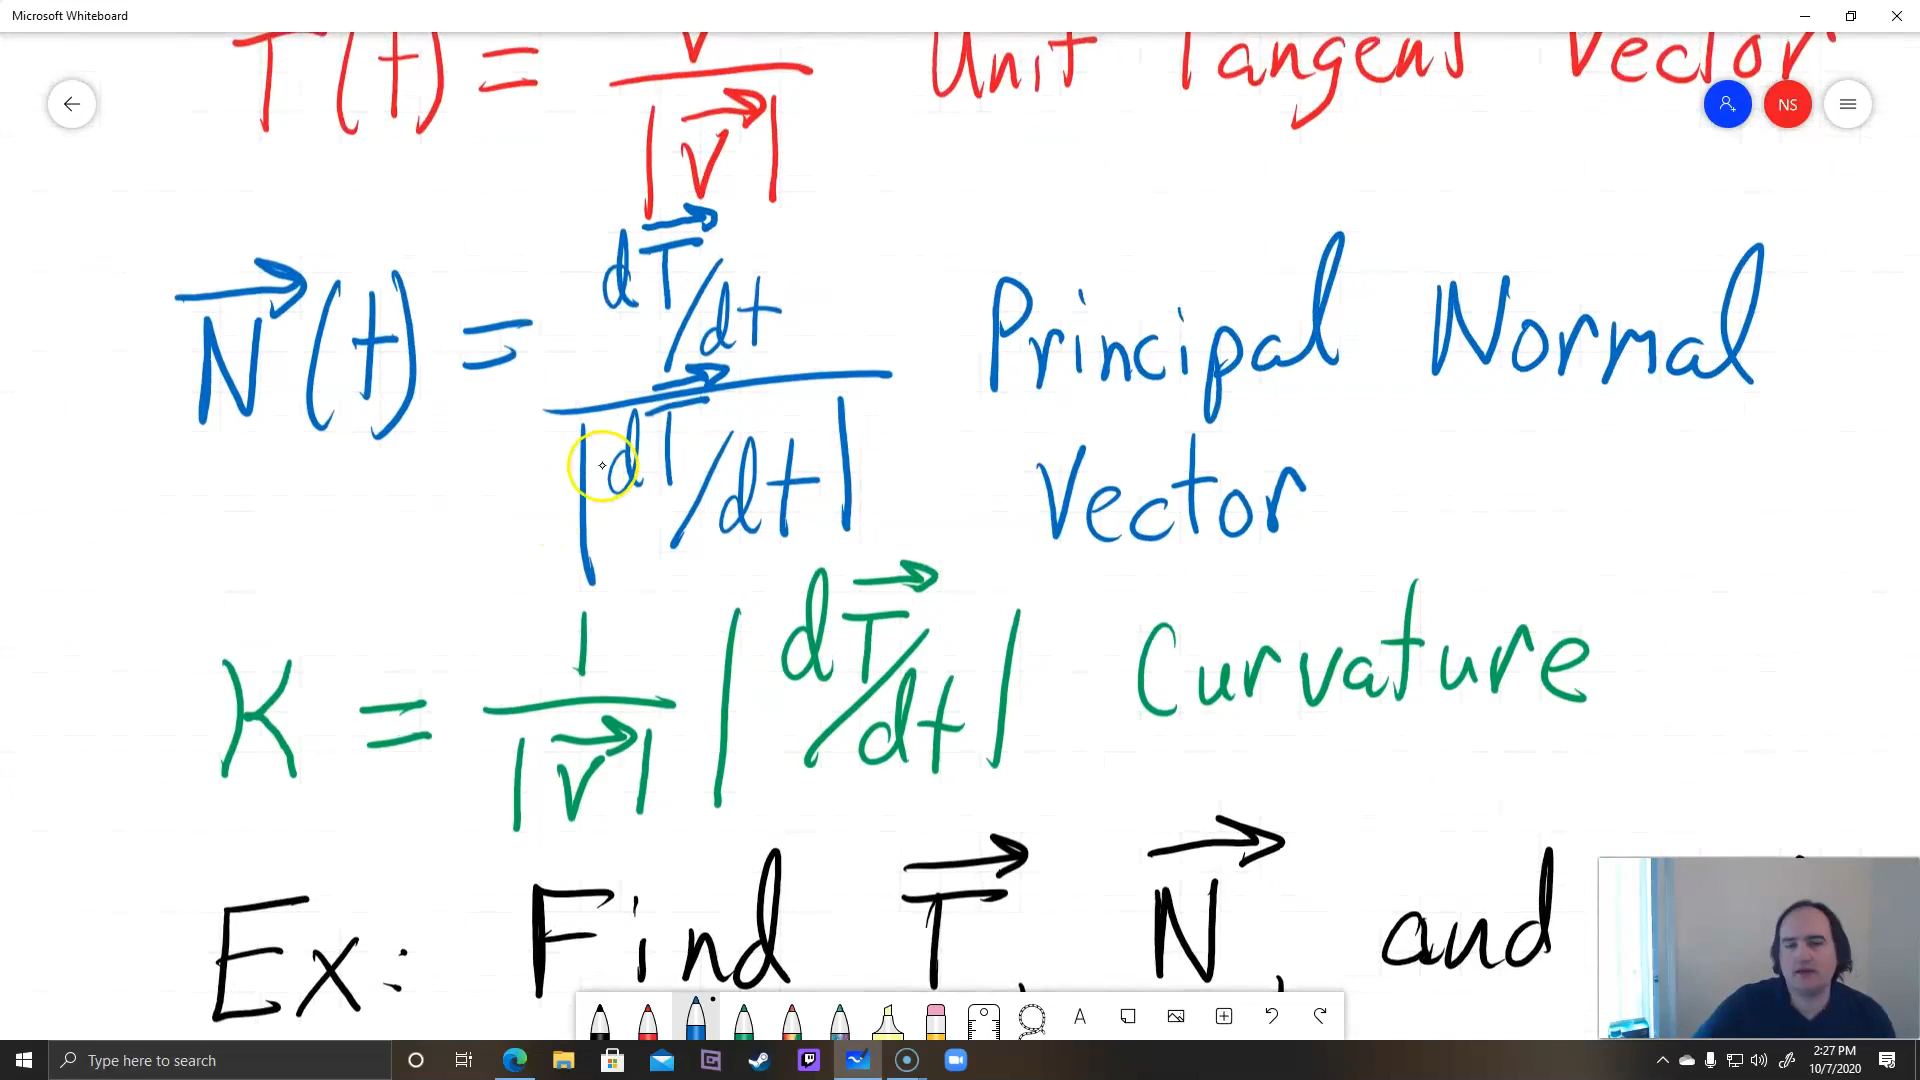 Microsoft Whiteboard
T(t) = v / |v⃗| Unit Tangent Vector
NS
N⃗(t) = dT⃗/dt / |dT⃗/dt| Principal Normal
Vector
K = 1/|v⃗| |dT⃗/dt| Curvature
Ex: Find T⃗, N⃗, and
A
Type here to search
2:27 PM
10/7/2020